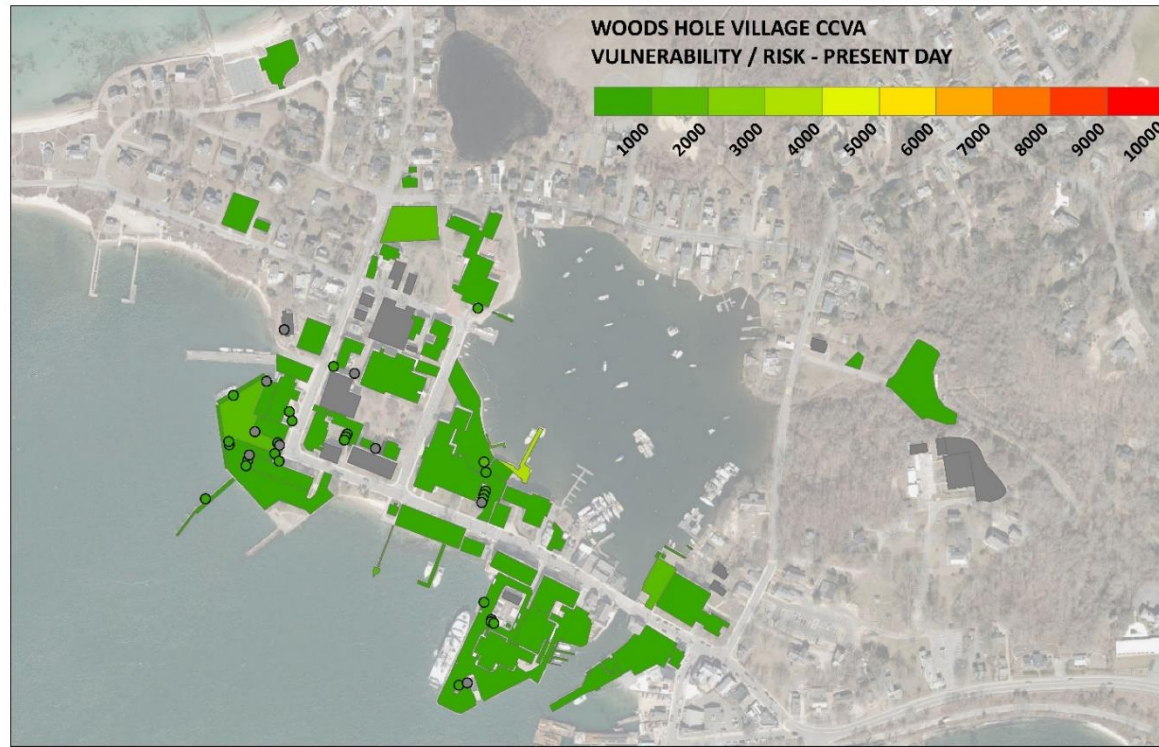 WOODS HOLE VILLAGE CCVA
VULNERABILITY / RISK - PRESENT DAY
1000 2000 3000 4000 5000 6000 7000 8000 9000 10000